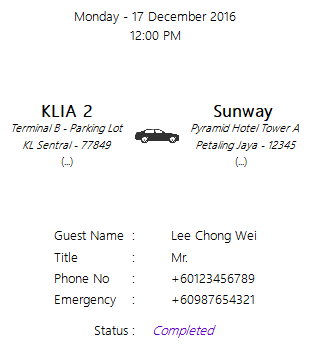 Monday - 17 December 2016
12:00 PM
KLIA 2
Terminal B - Parking Lot
KL Sentral - 77849
(...)
Sunway
Pyramid Hotel Tower A
Petaling Jaya - 12345
(...)
Guest Name : Lee Chong Wei
Title : Mr.
Phone No : +60123456789
Emergency : +60987654321
Status : Completed